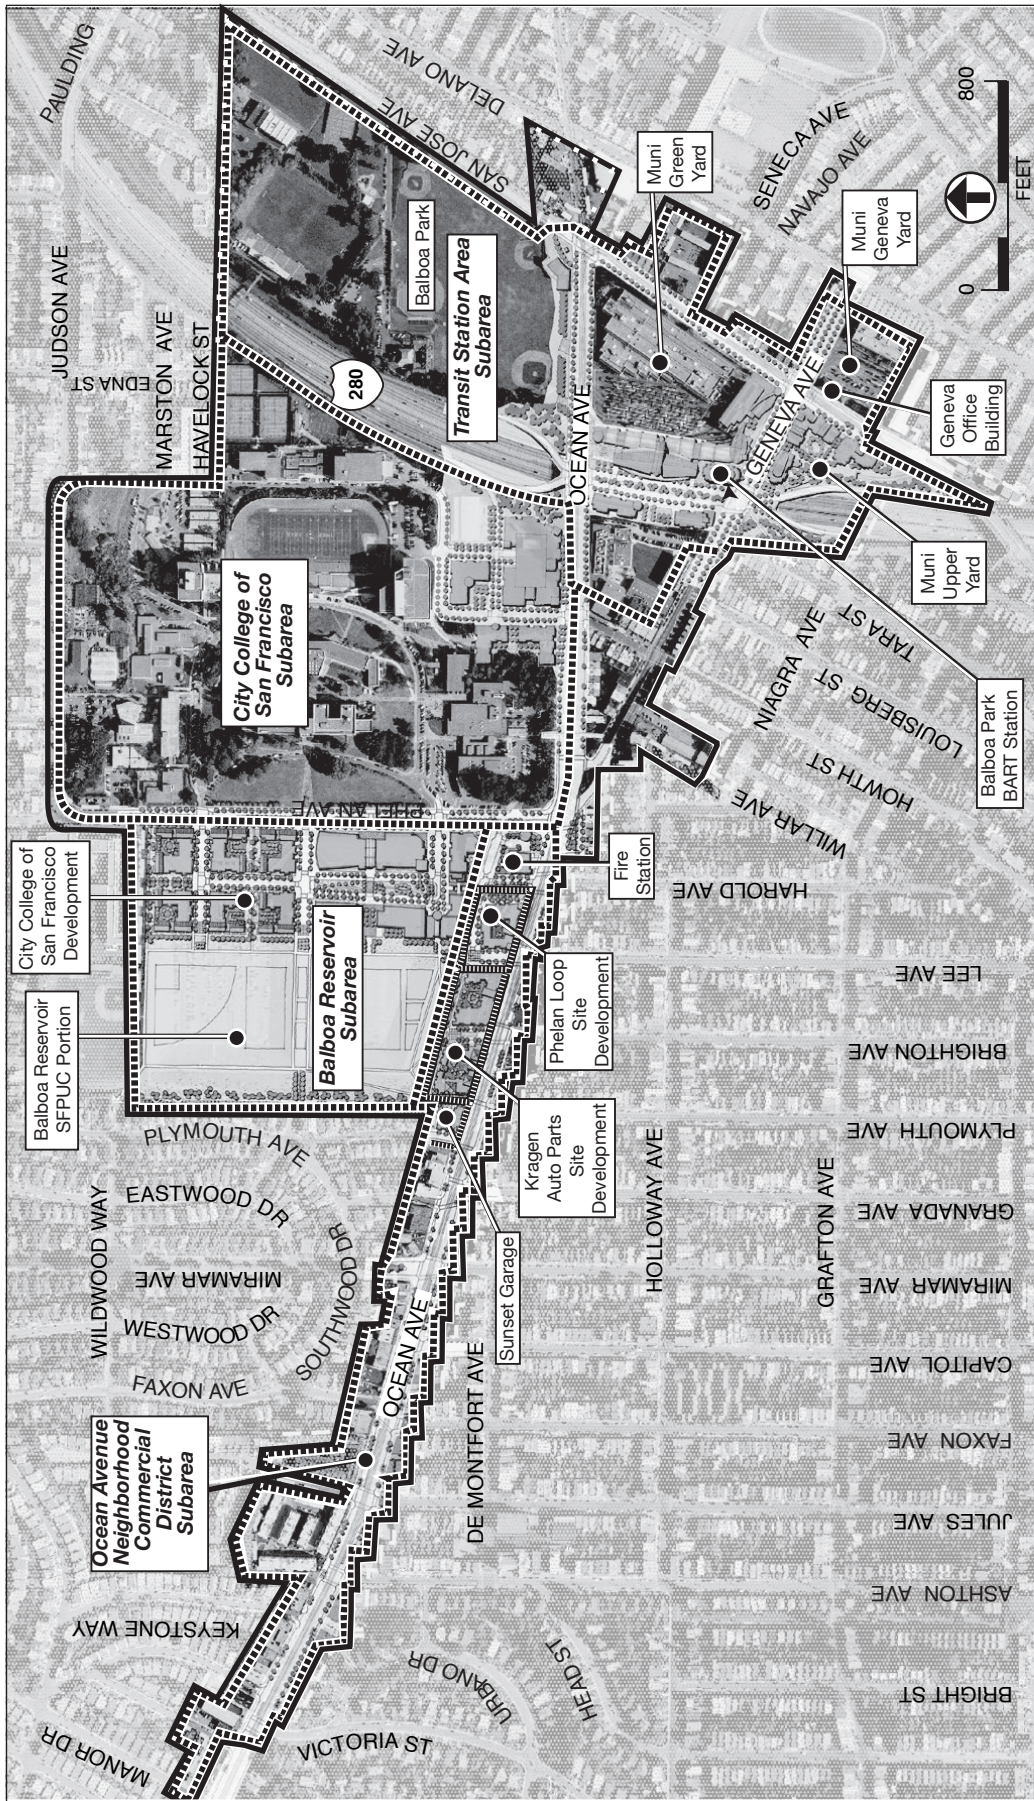 MANOR DR
KEYSTONE WAY
VICTORIA ST
URBANO DR
HEAD ST
BRIGHT ST
ASHTON AVE
JULES AVE
FAXON AVE
CAPITOL AVE
MIRAMAR AVE
GRANADA AVE
PLYMOUTH AVE
BRIGHTON AVE
LEE AVE
HAROLD AVE
GRAFTON AVE
HOLLOWAY AVE
DE MONTFORT AVE
Ocean Avenue
Neighborhood
Commercial
District
Subarea
FAXON AVE
WESTWOOD DR
MIRAMAR AVE
EASTWOOD DR
WILDWOOD WAY
SOUTHWOOD DR
PLYMOUTH AVE
OCEAN AVE
Sunset Garage
Kragen
Auto Parts
Site
Development
Phelan Loop
Site
Development
Fire
Station
Balboa Reservoir
SFPUC Portion
City College of
San Francisco
Development
Balboa Reservoir
Subarea
PHELAN AVE
City College of
San Francisco
Subarea
JUDSON AVE
EDNA ST
MARSTON AVE
HAVELOCK ST
PAULDING
280
Balboa Park
Transit Station Area
Subarea
SAN JOSE AVE
DELANO AVE
OCEAN AVE
GENEVA AVE
Muni
Green
Yard
SENECA AVE
NAVAJO AVE
Muni
Geneva
Yard
Geneva
Office
Building
Muni
Upper
Yard
Balboa Park
BART Station
TARA ST
NIAGRA AVE
LOUISBERG ST
HOWTH ST
WILLAR AVE
0
800
FEET